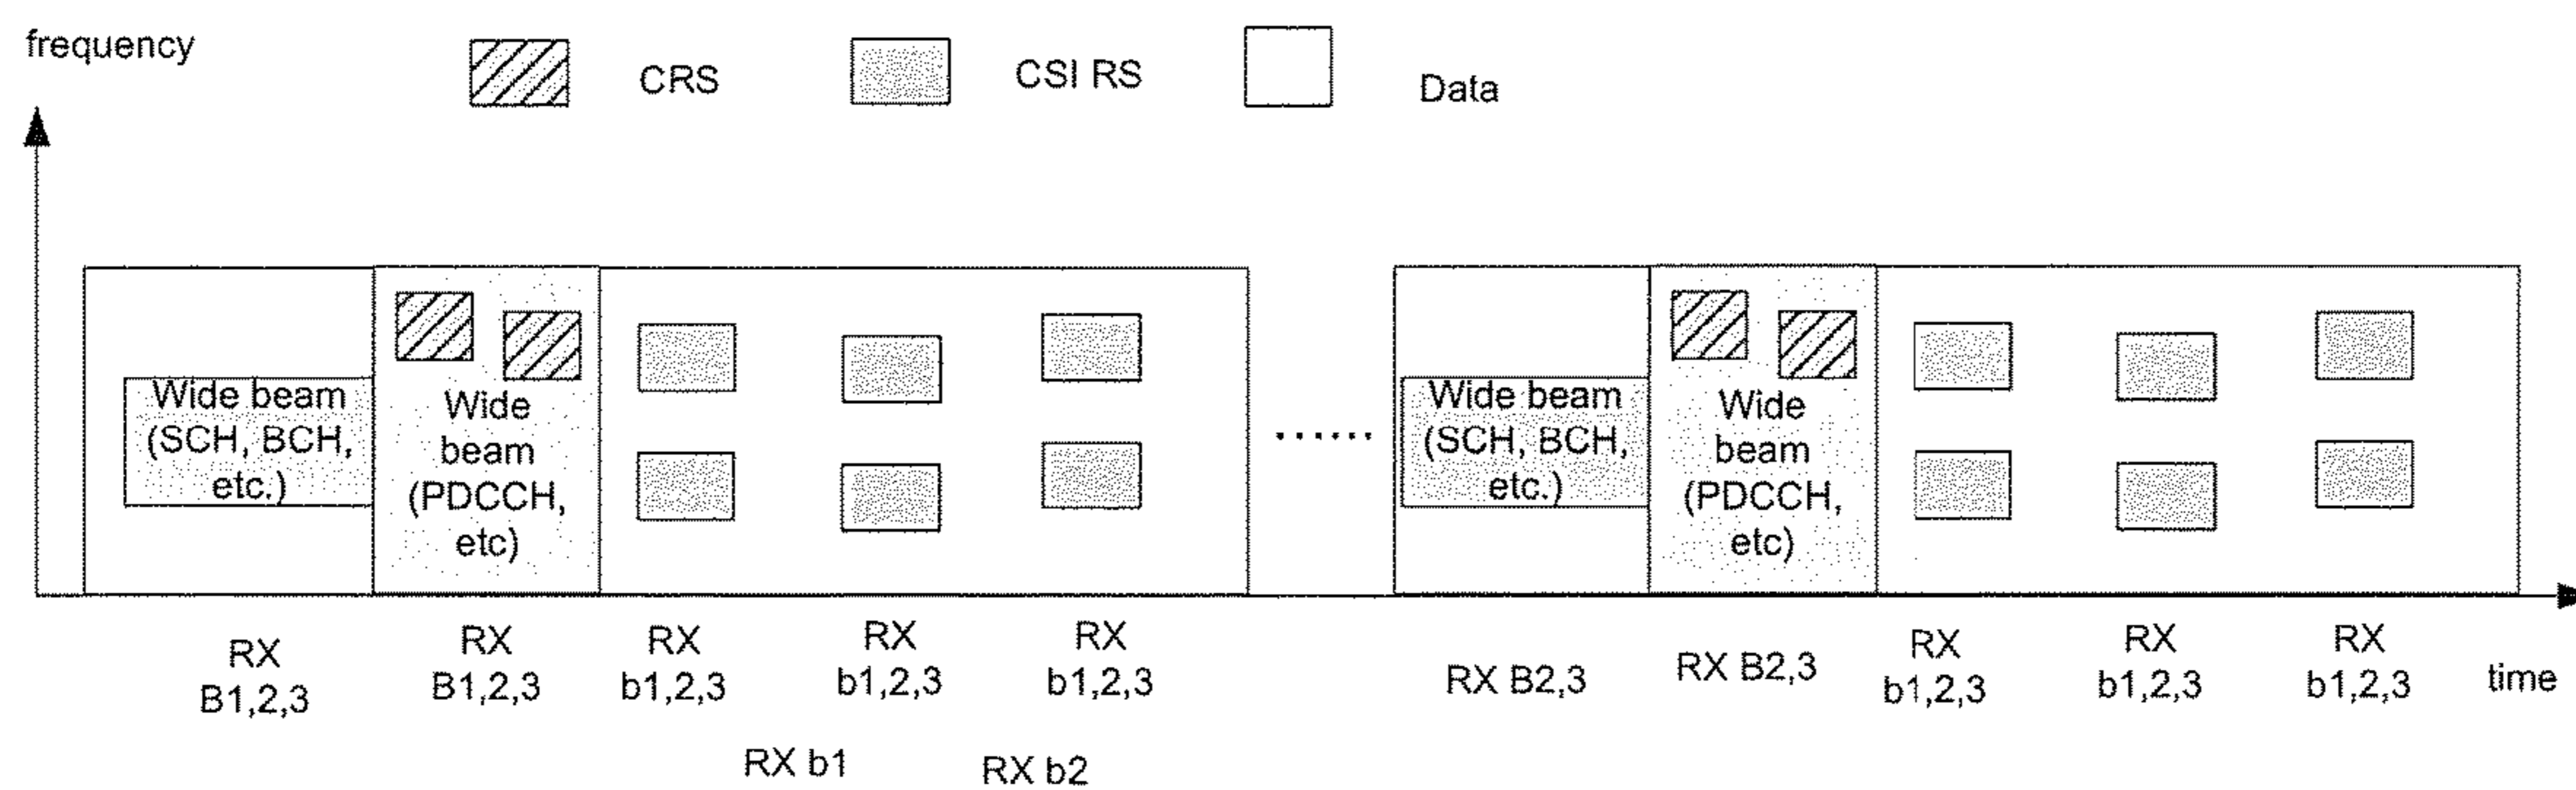 frequency
CRS
CSI RS
Data
Wide beam
(SCH, BCH,
etc.)
Wide
beam
(PDCCH,
etc)
......
Wide beam
(SCH, BCH,
etc.)
Wide
beam
(PDCCH,
etc)
RX
B1,2,3
RX
B1,2,3
RX
b1,2,3
RX
b1,2,3
RX
b1,2,3
RX B2,3
RX B2,3
RX
b1,2,3
RX
b1,2,3
RX
b1,2,3
time
RX b1
RX b2